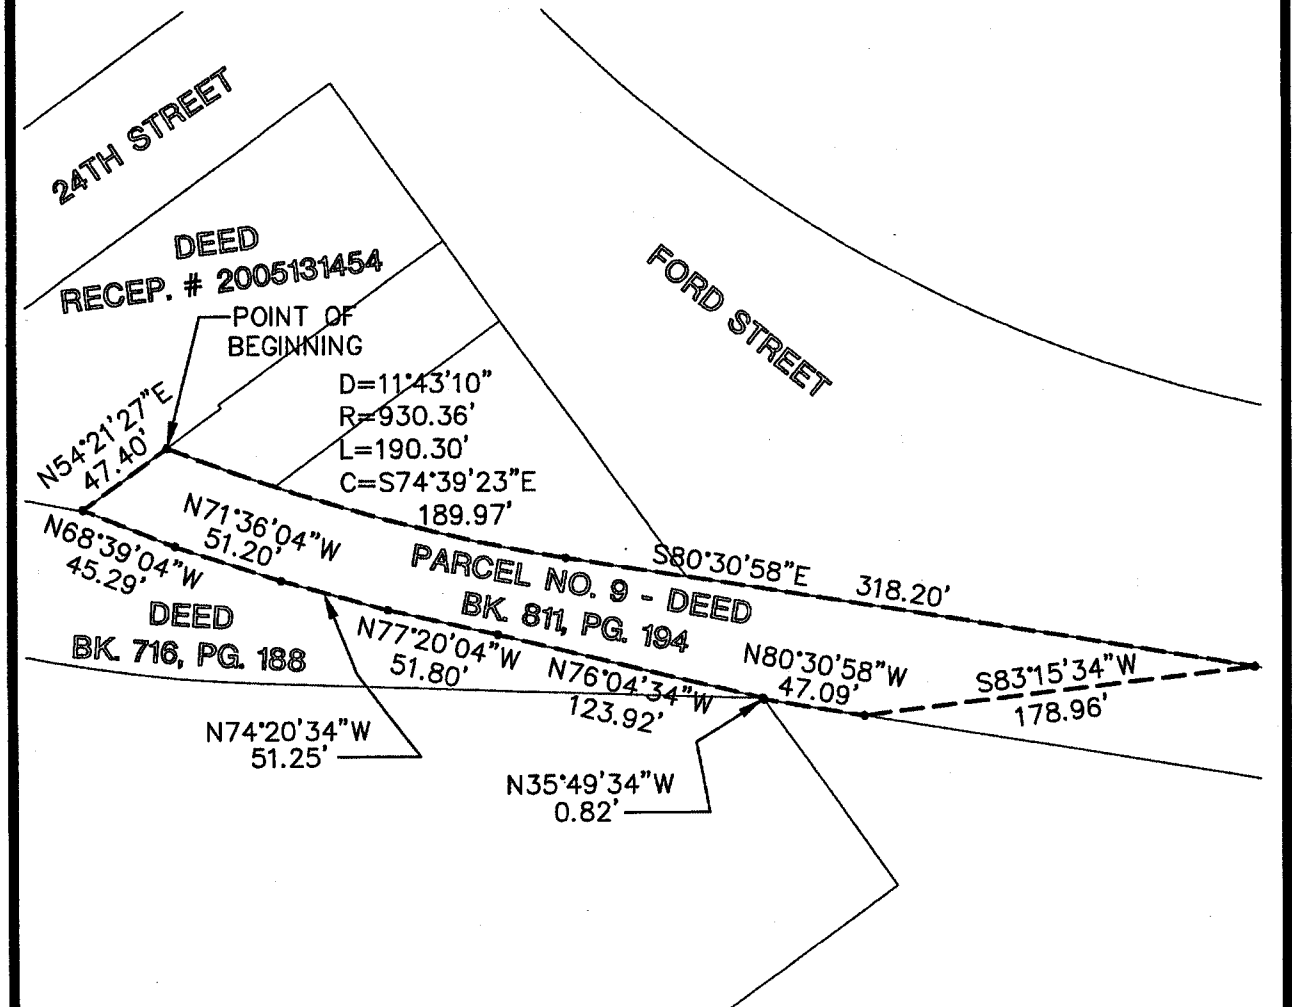 24TH STREET
DEED
RECEP. # 2005131454
POINT OF
BEGINNING
FORD STREET
D=11°43'10"
R=930.36'
L=190.30'
C=S74°39'23"E
189.97'
N54°21'27"E
47.40'
N71°36'04"W
51.20'
N68°39'04"W
45.29'
PARCEL NO. 9 - DEED
BK. 811, PG. 194
S80°30'58"E 318.20'
DEED
BK. 716, PG. 188
N77°20'04"W
51.80'
N76°04'34"W
123.92'
N80°30'58"W
47.09'
S83°15'34"W
178.96'
N74°20'34"W
51.25'
N35°49'34"W
0.82'